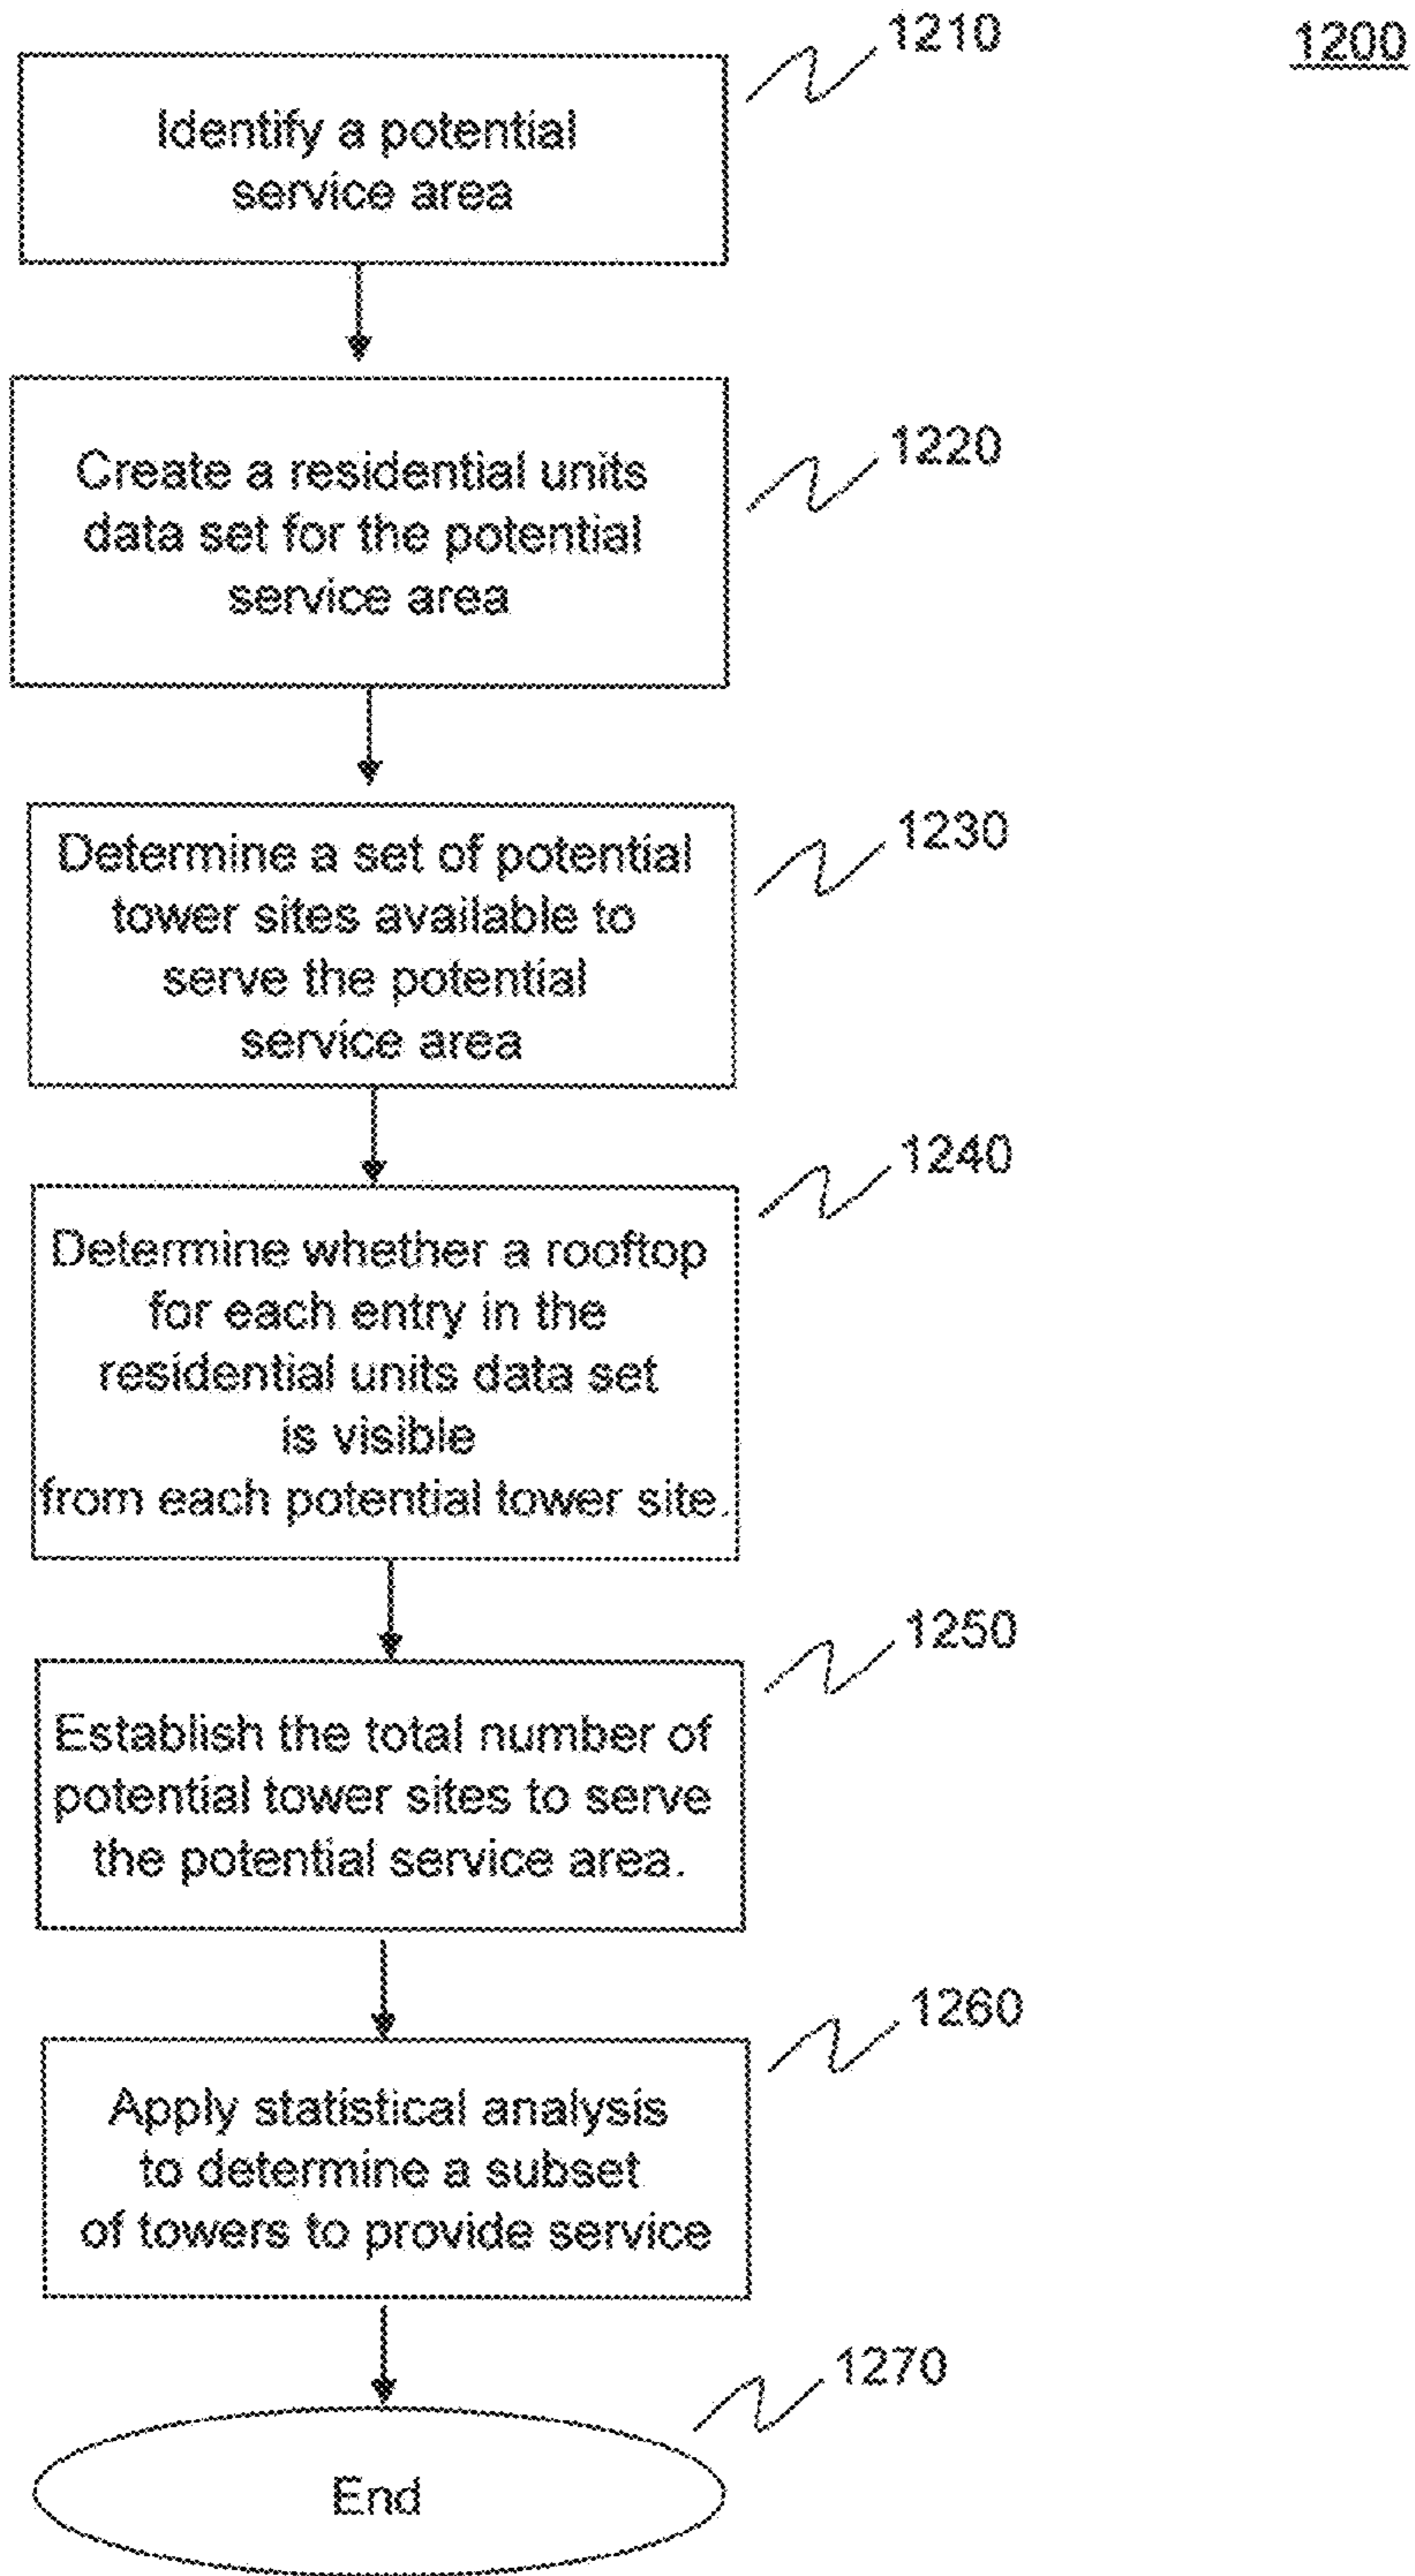 1200
1210
Identify a potential
service area
1220
Create a residential units
data set for the potential
service area
1230
Determine a set of potential
tower sites available to
serve the potential
service area
1240
Determine whether a rooftop
for each entry in the
residential units data set
is visible
from each potential tower site.
1250
Establish the total number of
potential tower sites to serve
the potential service area.
1260
Apply statistical analysis
to determine a subset
of towers to provide service
1270
End